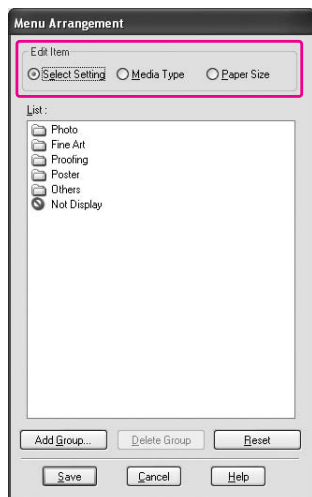 Menu Arrangement
Edit Item
Select Setting Media Type Paper Size
List :
Photo
Fine Art
Proofing
Poster
Others
Not Display
Add Group... Delete Group Reset
Save Cancel Help